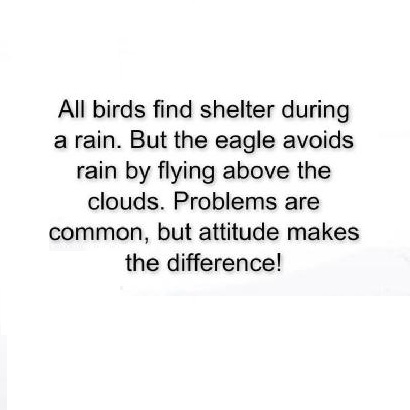 All birds find shelter during
a rain. But the eagle avoids
rain by flying above the
clouds. Problems are
common, but attitude makes
the difference!